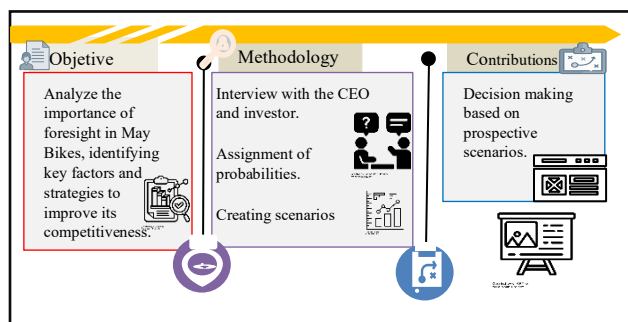 Objetive
Analyze the
importance of
foresight in May
Bikes, identifying
key factors and
strategies to
improve its
competitiveness.
Methodology
Interview with the CEO
and investor.
Assignment of
probabilities.
Creating scenarios
Contributions
Decision making
based on
prospective
scenarios.